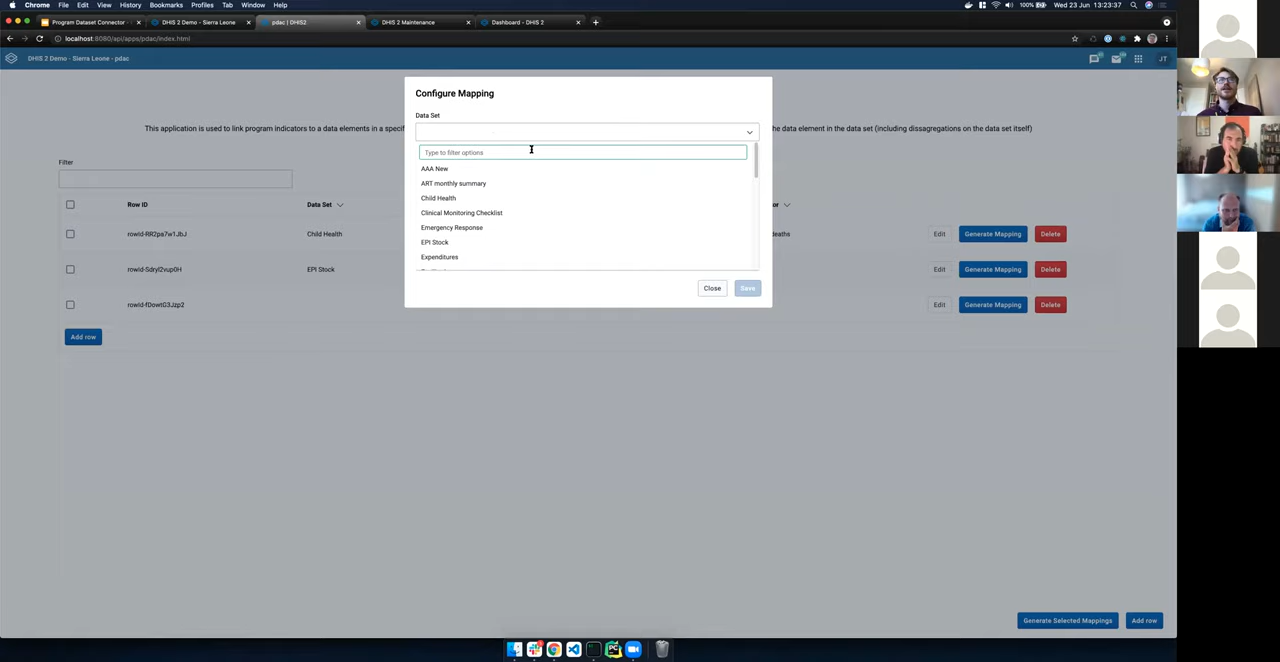 Chrome File Edit View History Bookmarks Profiles Tab Window Help
100% Wed 23 Jun 13:23:37
Program Dataset Connector -
DHIS 2 Demo - Sierra Leone
pdac | DHIS2
DHIS 2 Maintenance
Dashboard - DHIS 2
localhost:8080/api/apps/pdac/index.html
DHIS 2 Demo - Sierra Leone - pdac
JT
Configure Mapping
Data Set
This application is used to link program indicators to a data elements in a specif
he data element in the data set (including dissagregations on the data set itself)
Type to filter options
AAA New
ART monthly summary
Child Health
Clinical Monitoring Checklist
Emergency Response
EPI Stock
Expenditures
Close
Save
Filter
Row ID
Data Set
or
rowId-RR2pa7w1JbJ
Child Health
deaths
Edit
Generate Mapping
Delete
rowId-Sdryl2vup0H
EPI Stock
Edit
Generate Mapping
Delete
rowId-fDowtG3Jzp2
Edit
Generate Mapping
Delete
Add row
Generate Selected Mappings
Add row
PC